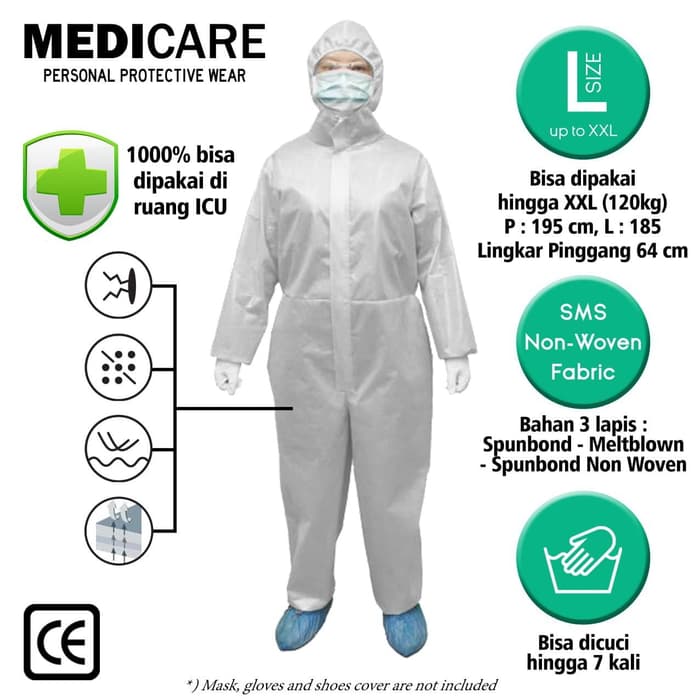 MEDICARE
PERSONAL PROTECTIVE WEAR
1000% bisa
dipakai di
ruang ICU
L SIZE
up to XXL
Bisa dipakai
hingga XXL (120kg)
P : 195 cm, L : 185
Lingkar Pinggang 64 cm
SMS
Non-Woven
Fabric
Bahan 3 lapis :
Spunbond - Meltblown
- Spunbond Non Woven
Bisa dicuci
hingga 7 kali
CE
*) Mask, gloves and shoes cover are not included